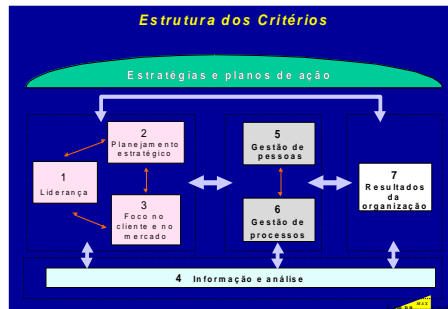 Estrutura dos Critérios
Estratégias e planos de ação
1
Liderança
2
Planejamento
estratégico
3
Foco no
cliente e no
mercado
5
Gestão de
pessoas
6
Gestão de
processos
7
Resultados
da
organização
4 Informação e análise